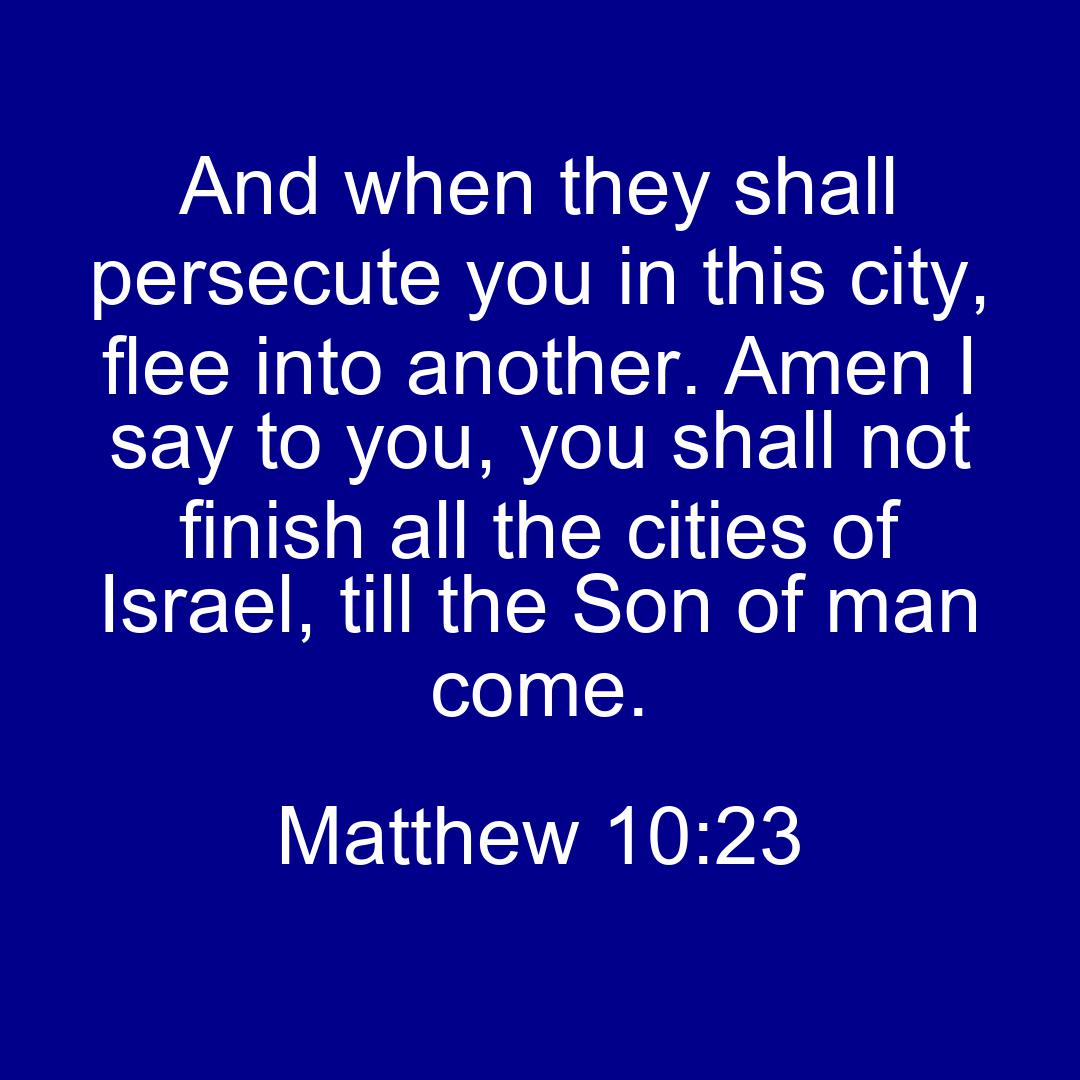 And when they shall
persecute you in this city,
flee into another. Amen I
say to you, you shall not
finish all the cities of
Israel, till the Son of man
come.
Matthew 10:23